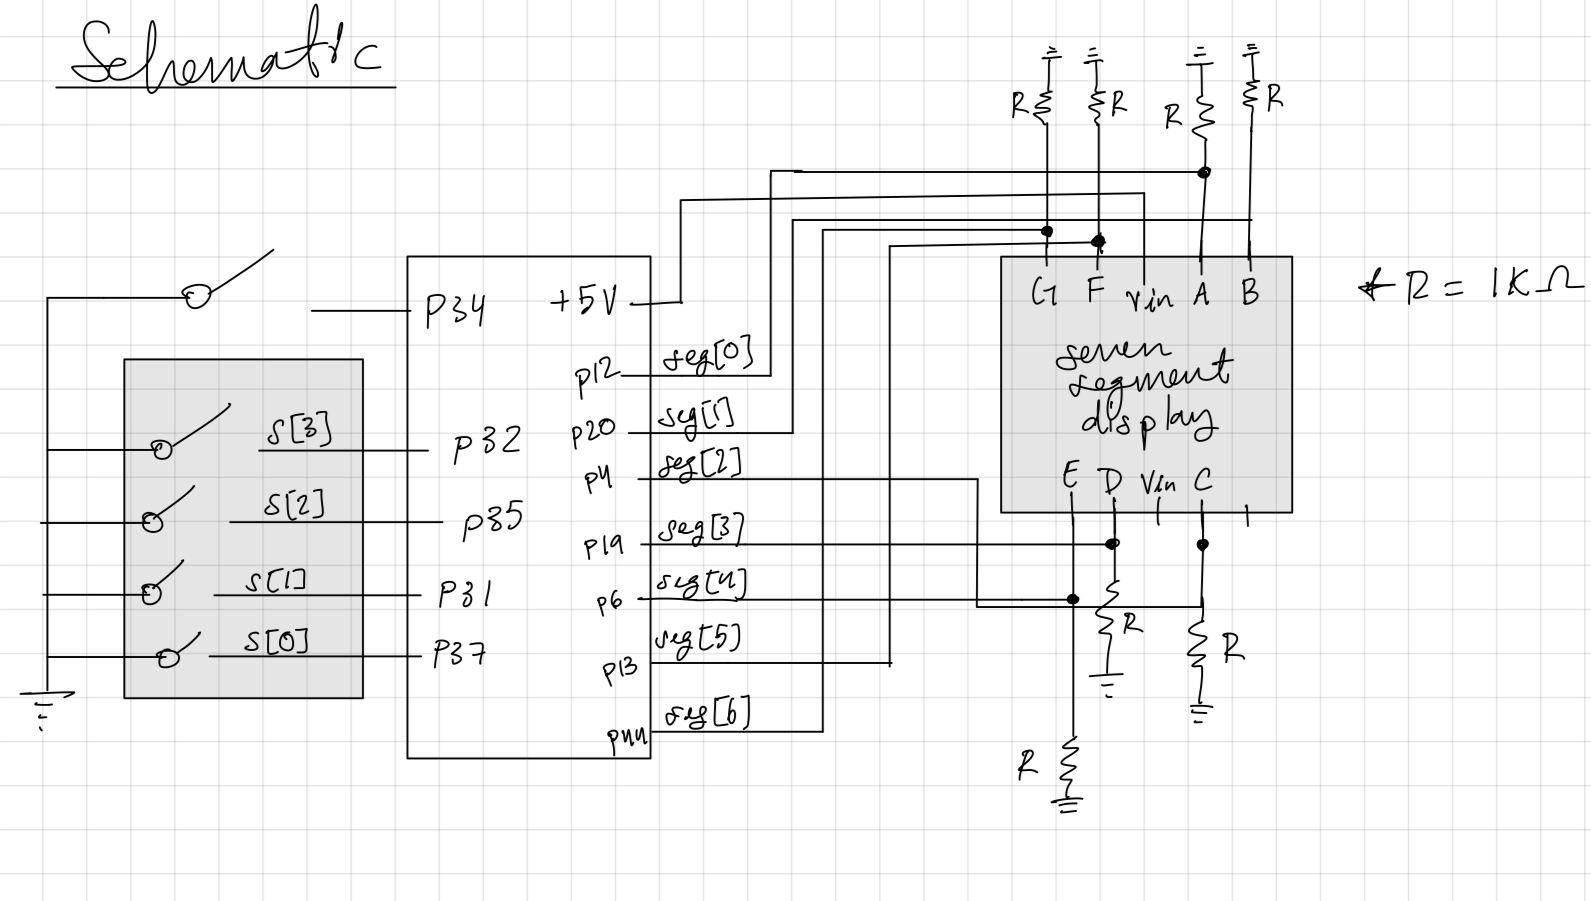 Schematic
R R R R
P34 +5V
G F Vin A B
* R = 1KΩ
seven
segment
display
E D Vin C
p12 seg[0]
p20 seg[1]
p4 seg[2]
p19 seg[3]
p6 seg[4]
p13 seg[5]
p44 seg[6]
s[3] p32
s[2] p35
s[1] P31
s[0] P37
R
R
R